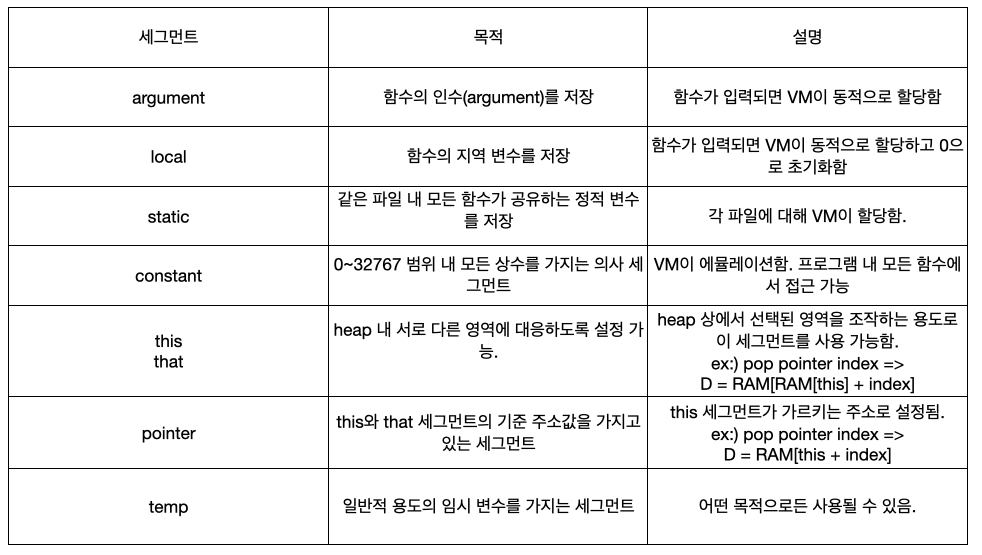 세그먼트
목적
설명
argument
함수의 인수(argument)를 저장
함수가 입력되면 VM이 동적으로 할당함
local
함수의 지역 변수를 저장
함수가 입력되면 VM이 동적으로 할당하고 0으
로 초기화함
static
같은 파일 내 모든 함수가 공유하는 정적 변수
를 저장
각 파일에 대해 VM이 할당함.
constant
0~32767 범위 내 모든 상수를 가지는 의사 세
그먼트
VM이 에뮬레이션함. 프로그램 내 모든 함수에
서 접근 가능
this
that
heap 내 서로 다른 영역에 대응하도록 설정 가
능.
heap 상에서 선택된 영역을 조작하는 용도로
이 세그먼트를 사용 가능함.
ex:) pop pointer index =>
D = RAM[RAM[this] + index]
pointer
this와 that 세그먼트의 기준 주소값을 가지고
있는 세그먼트
this 세그먼트가 가르키는 주소로 설정됨.
ex:) pop pointer index =>
D = RAM[this + index]
temp
일반적 용도의 임시 변수를 가지는 세그먼트
어떤 목적으로든 사용될 수 있음.